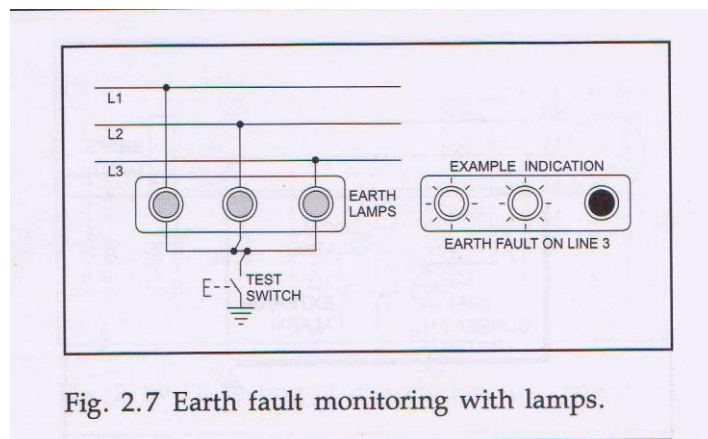 L1
L2
L3
EARTH
LAMPS
TEST
SWITCH
EXAMPLE INDICATION
EARTH FAULT ON LINE 3
Fig. 2.7 Earth fault monitoring with lamps.